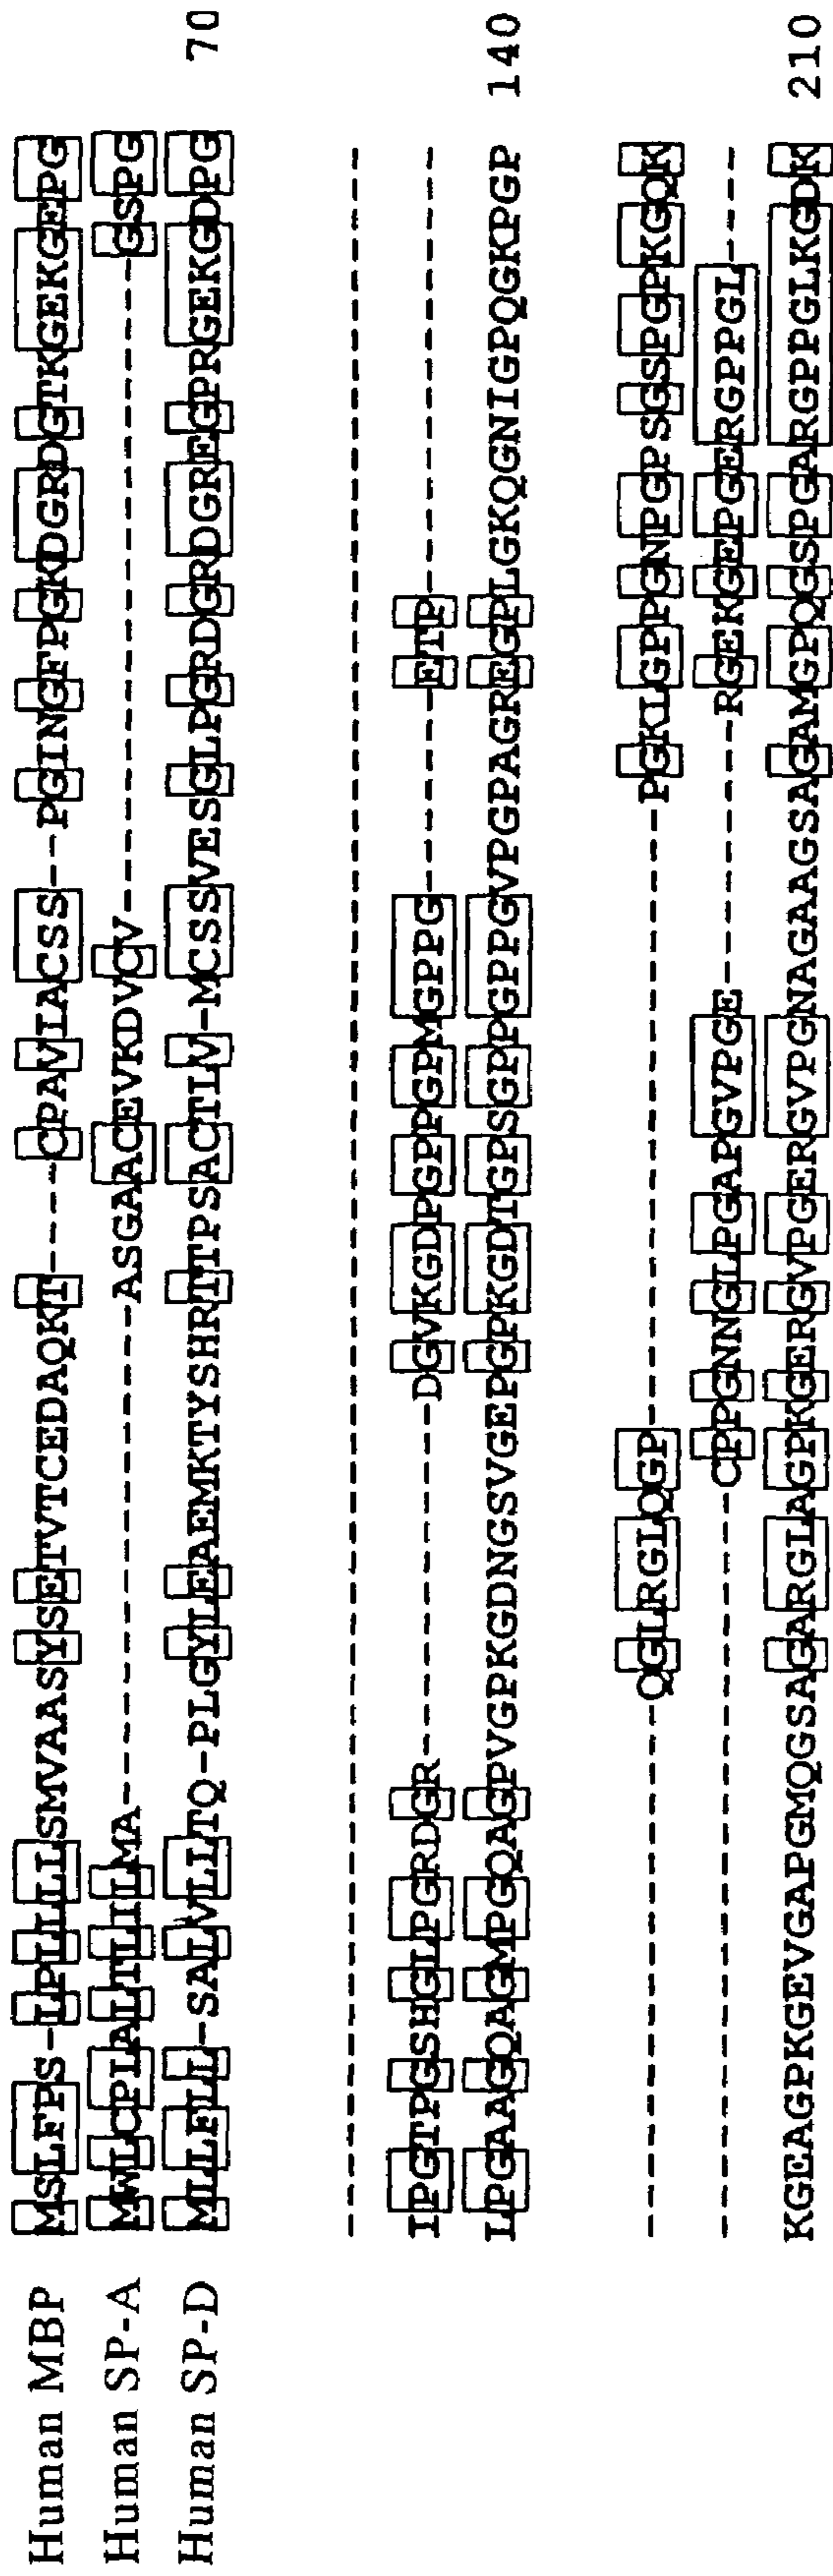 Human MBP MSLFPS-LPLLLLSMVAASYSETVTCEDAQKT----CPAVIACSS--PGINGFPGKDGRDGTKGEKGEPG
Human SP-A MWLCPLALTLILMA-----------------ASGAACEVKDVCV----------------------GSPG
Human SP-D MLLFLL-SALVLLTQ-PLGYLEAEMKTYSHRTTPSACTLV-MCSSVESGLPGRDGRDGREGPRGEKGDPG 70
----------------------------------------------------------------------
IPGTPGSHGLPGRDGR------------DGVKGDPGPPGPMGPPG-------ETP---------------
LPGAAGQAGMPGQAGPVGPKGDNGSVGEPGPKGDTGPSGPPGPPGVPGPAGREGPLGKQGNIGPQGKPGP 140
------------------QGLRGLQGP---------------------PGKLGPPGNPGPSGSPGPKGQK
-------------------------CPPGNNGLPGAPGVPGE---------RGEKGEPGERGPPGL----
KGEAGPKGEVGAPGMQGSAGARGLAGPKGERGVPGERGVPGNAGAAGSAGAMGPQGSPGARGPPGLKGDK 210